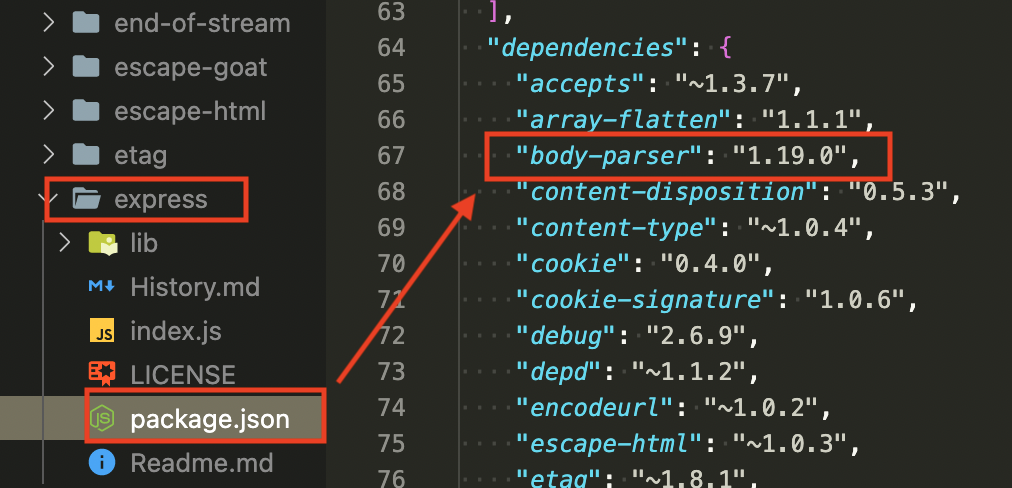 end-of-stream
escape-goat
escape-html
etag
express
lib
History.md
JS index.js
LICENSE
JS package.json
i Readme.md
63 ],
64 "dependencies": {
65 "accepts": "~1.3.7",
66 "array-flatten": "1.1.1",
67 "body-parser": "1.19.0",
68 "content-disposition": "0.5.3",
69 "content-type": "~1.0.4",
70 "cookie": "0.4.0",
71 "cookie-signature": "1.0.6",
72 "debug": "2.6.9",
73 "depd": "~1.1.2",
74 "encodeurl": "~1.0.2",
75 "escape-html": "~1.0.3",
76 "etag": "~1.8.1",